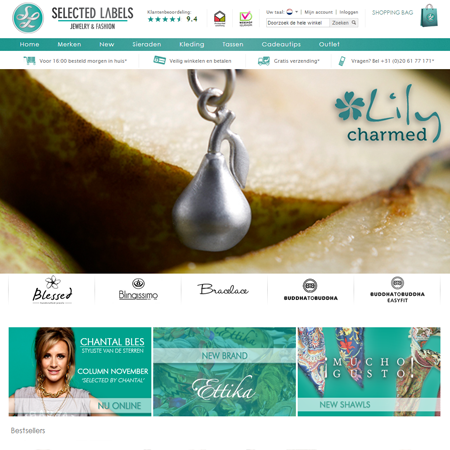 SELECTED LABELS
JEWELRY & FASHION
Klantenbeoordeling
9.4
Uw taal:
Mijn account
Inloggen
Doorzoek de hele winkel
Zoeken
SHOPPING BAG
Home
Merken
New
Sieraden
Kleding
Tassen
Cadeautips
Outlet
Voor 16:00 besteld morgen in huis*
Veilig winkelen en betalen
Gratis verzending*
Vragen? Bel +31 (0)20 61 77 171*
Lily
charmed
Blessed
Blinaissimo
Bracelace
BUDDHATOBUDDHA
BUDDHATOBUDDHA
EASYFIT
CHANTAL BLES
STYLISTE VAN DE STERREN
COLUMN NOVEMBER
'SELECTED BY CHANTAL'
NU ONLINE
NEW BRAND
Ettika
MUCHO
GUSTO
NEW SHAWLS
Bestsellers